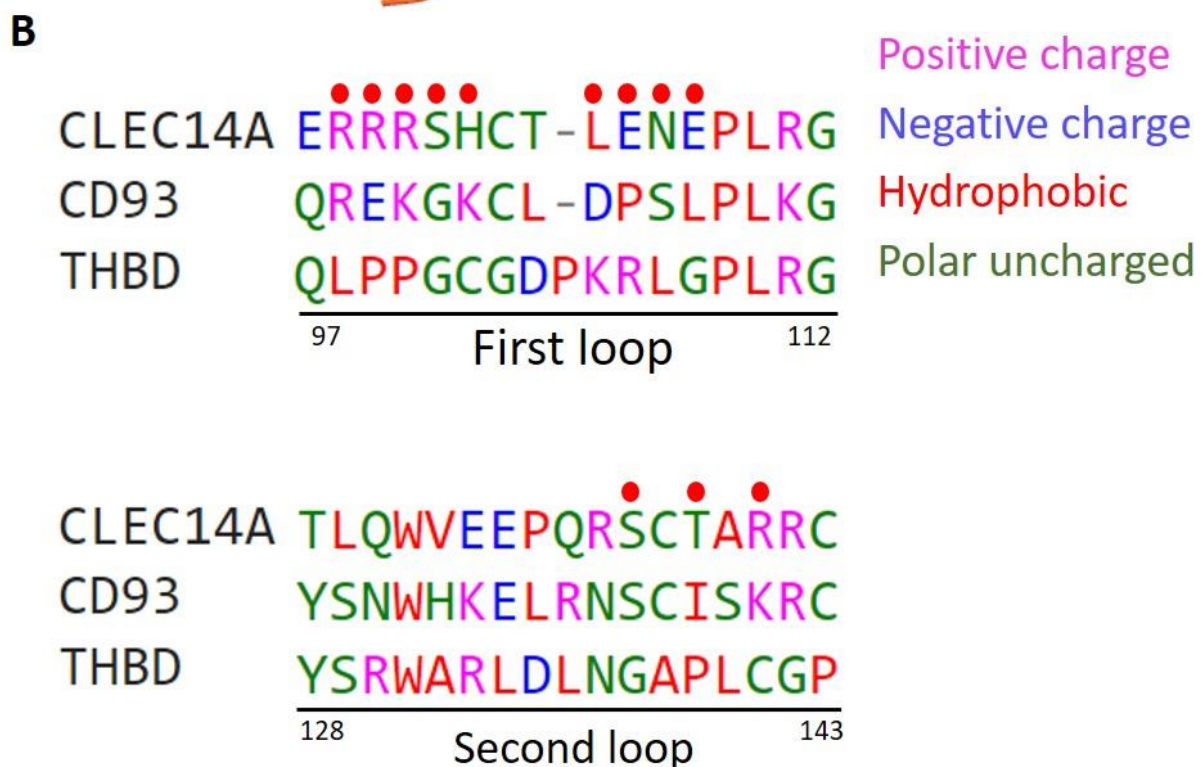 B
Positive charge
Negative charge
Hydrophobic
Polar uncharged
CLEC14A ERRRSHCT-LENEPLRG
CD93 QREKGKCL-DPSLPLKG
THBD QLPPGCGDPKRLGPLRG
97 112
First loop
CLEC14A TLQWVEEPQRSCTARRC
CD93 YSNWHKELRNSCISKRC
THBD YSRWARLDLNGAPLCGP
128 143
Second loop